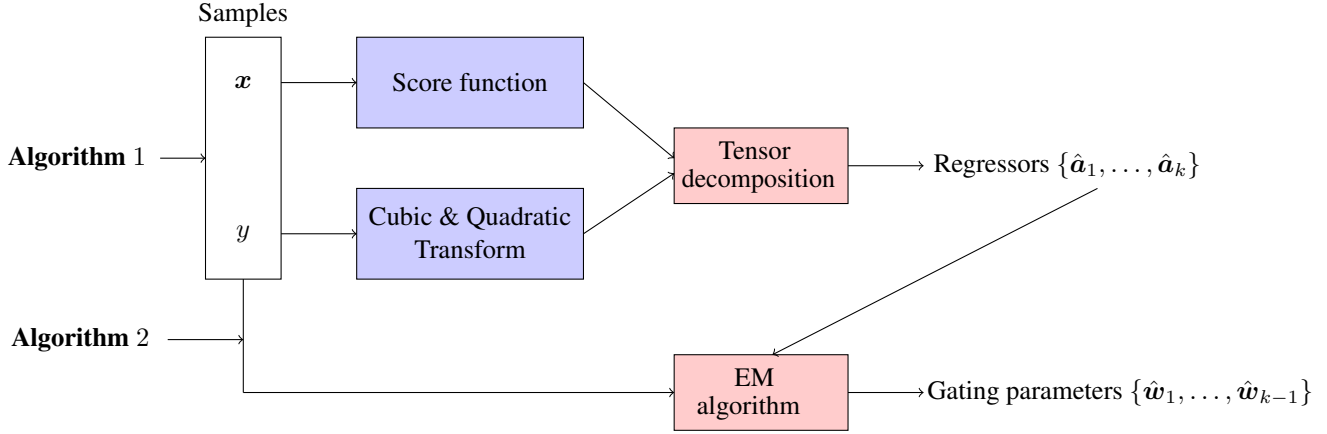 Samples
x
Score function
Algorithm 1
Tensor
decomposition
Regressors {â₁, . . . , âₖ}
y
Cubic & Quadratic
Transform
Algorithm 2
EM
algorithm
Gating parameters {ŵ₁, . . . , ŵₖ₋₁}